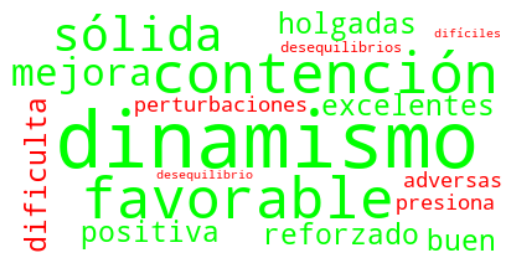 sólida
holgadas
difíciles
desequilibrios
mejora
contención
perturbaciones
excelentes
dificulta
dinamismo
desequilibrio
favorable
adversas
presiona
positiva
reforzado
buen